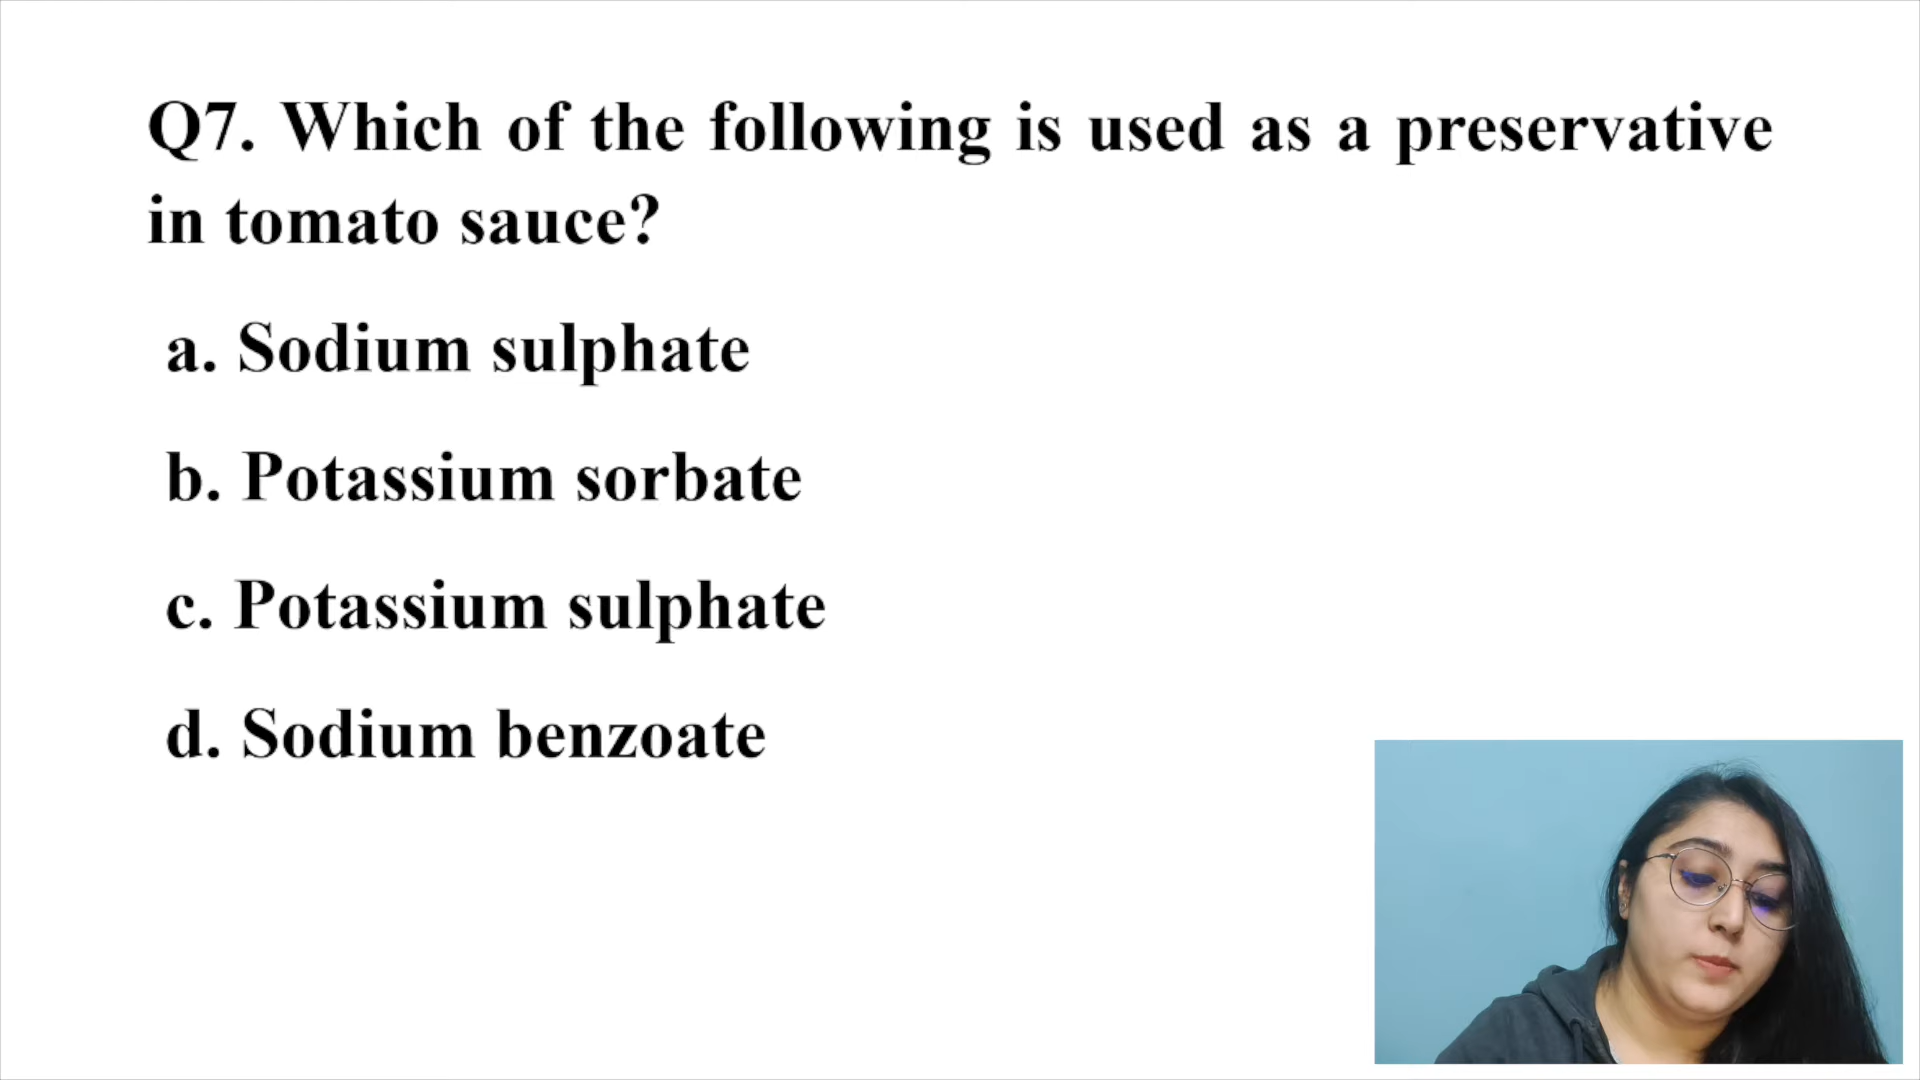 Q7. Which of the following is used as a preservative
in tomato sauce?
a. Sodium sulphate
b. Potassium sorbate
c. Potassium sulphate
d. Sodium benzoate